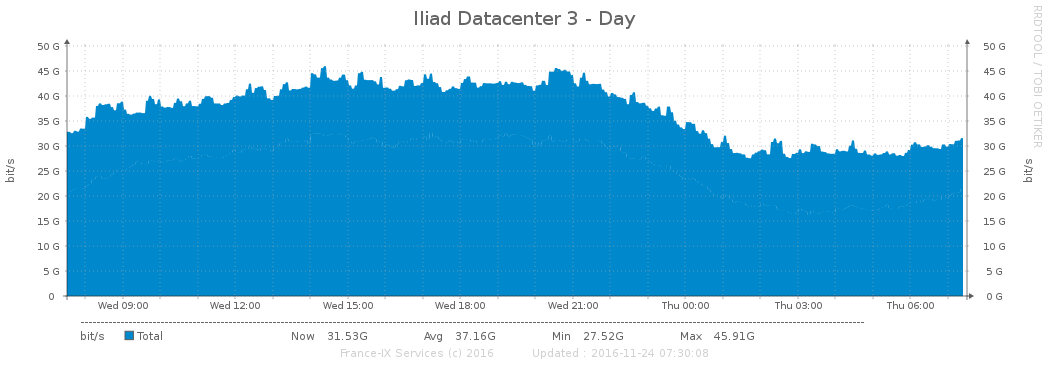 Iliad Datacenter 3 - Day
RRDTOOL / TOBI OETIKER
50 G 50 G
45 G 45 G
40 G 40 G
35 G 35 G
30 G 30 G
25 G 25 G
20 G 20 G
15 G 15 G
10 G 10 G
5 G 5 G
0 0 G
bit/s bit/s
Wed 09:00 Wed 12:00 Wed 15:00 Wed 18:00 Wed 21:00 Thu 00:00 Thu 03:00 Thu 06:00
bit/s Total Now 31.53G Avg 37.16G Min 27.52G Max 45.91G
France-IX Services (c) 2016 Updated : 2016-11-24 07:30:08